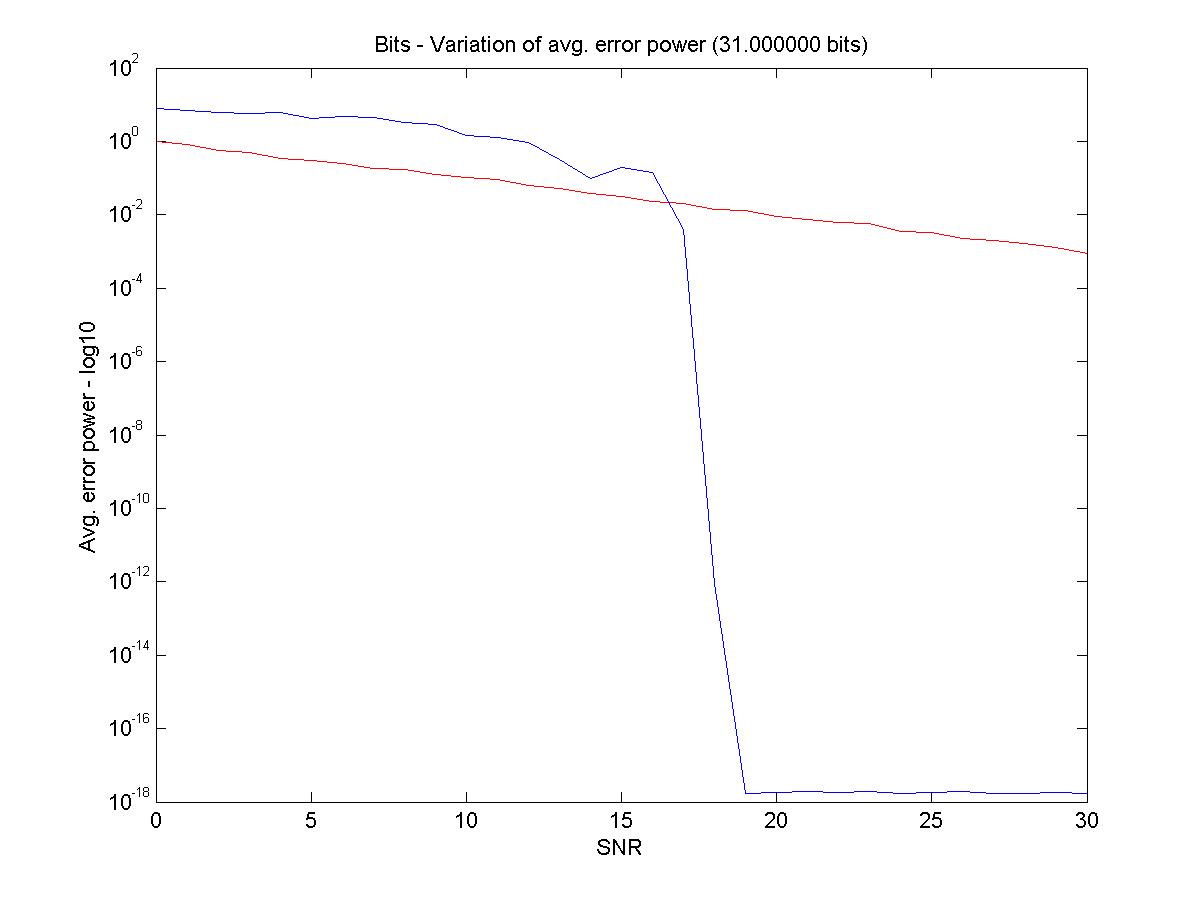 Bits - Variation of avg. error power (31.000000 bits)
10^2
10^0
10^-2
10^-4
10^-6
10^-8
10^-10
10^-12
10^-14
10^-16
10^-18
Avg. error power - log10
0 5 10 15 20 25 30
SNR